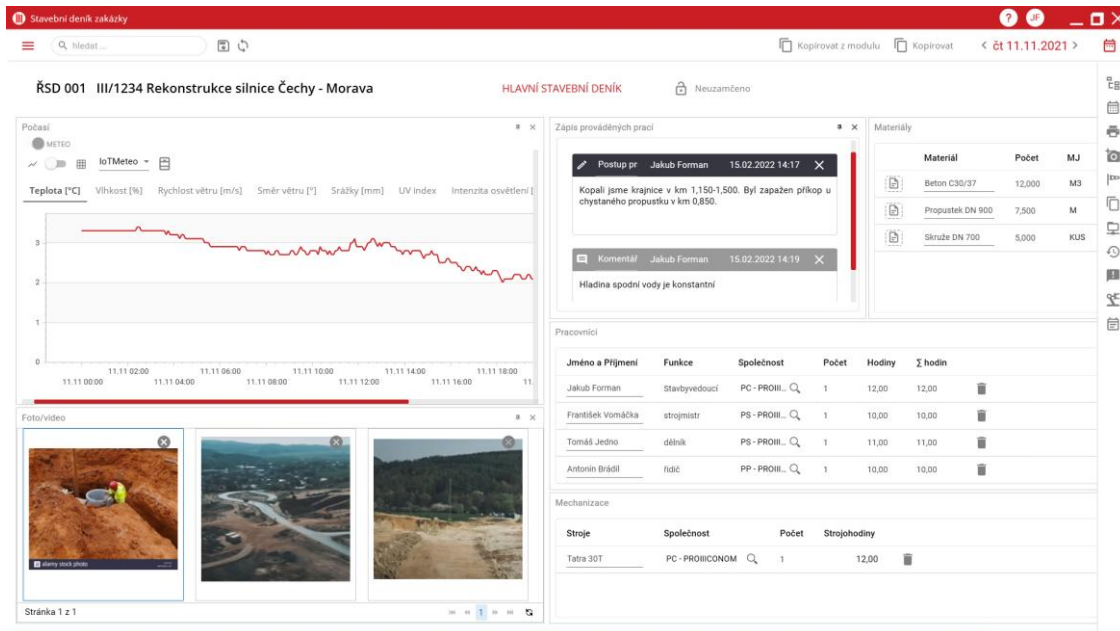 Stavební deník zakázky
? JF
hledat ...
Kopírovat z modulu Kopírovat < čt 11.11.2021 >
ŘSD 001 III/1234 Rekonstrukce silnice Čechy - Morava
HLAVNÍ STAVEBNÍ DENÍK
Neuzamčeno
Počasí
METEO
IoTMeteo
Teplota [°C] Vlhkost [%] Rychlost větru [m/s] Směr větru [°] Srážky [mm] UV index Intenzita osvětlení [
3
2
1
0
11.11 02:00 11.11 06:00 11.11 10:00 11.11 14:00 11.11 18:00
11.11 00:00 11.11 04:00 11.11 08:00 11.11 12:00 11.11 16:00 11.
Foto/video
alamy stock photo
Stránka 1 z 1
1
Zápis prováděných prací
Postup pr Jakub Forman 15.02.2022 14:17
Kopali jsme krajnice v km 1,150-1,500. Byl zapažen příkop u
chystaného propustku v km 0,850.
Komentář Jakub Forman 15.02.2022 14:19
Hladina spodní vody je konstantní
Materiály
Materiál Počet MJ
Beton C30/37 12,000 M3
Propustek DN 900 7,500 M
Skruže DN 700 5,000 KUS
Pracovníci
Jméno a Příjmení Funkce Společnost Počet Hodiny ∑ hodin
Jakub Forman Stavbyvedoucí PC - PROIII... 1 12,00 12,00
František Vomáčka strojmistr PS - PROIII... 1 10,00 10,00
Tomáš Jedno dělník PS - PROIII... 1 11,00 11,00
Antonín Brádil řidič PP - PROIII... 1 10,00 10,00
Mechanizace
Stroje Společnost Počet Strojohodiny
Tatra 30T PC - PROIIICONOM 1 12,00